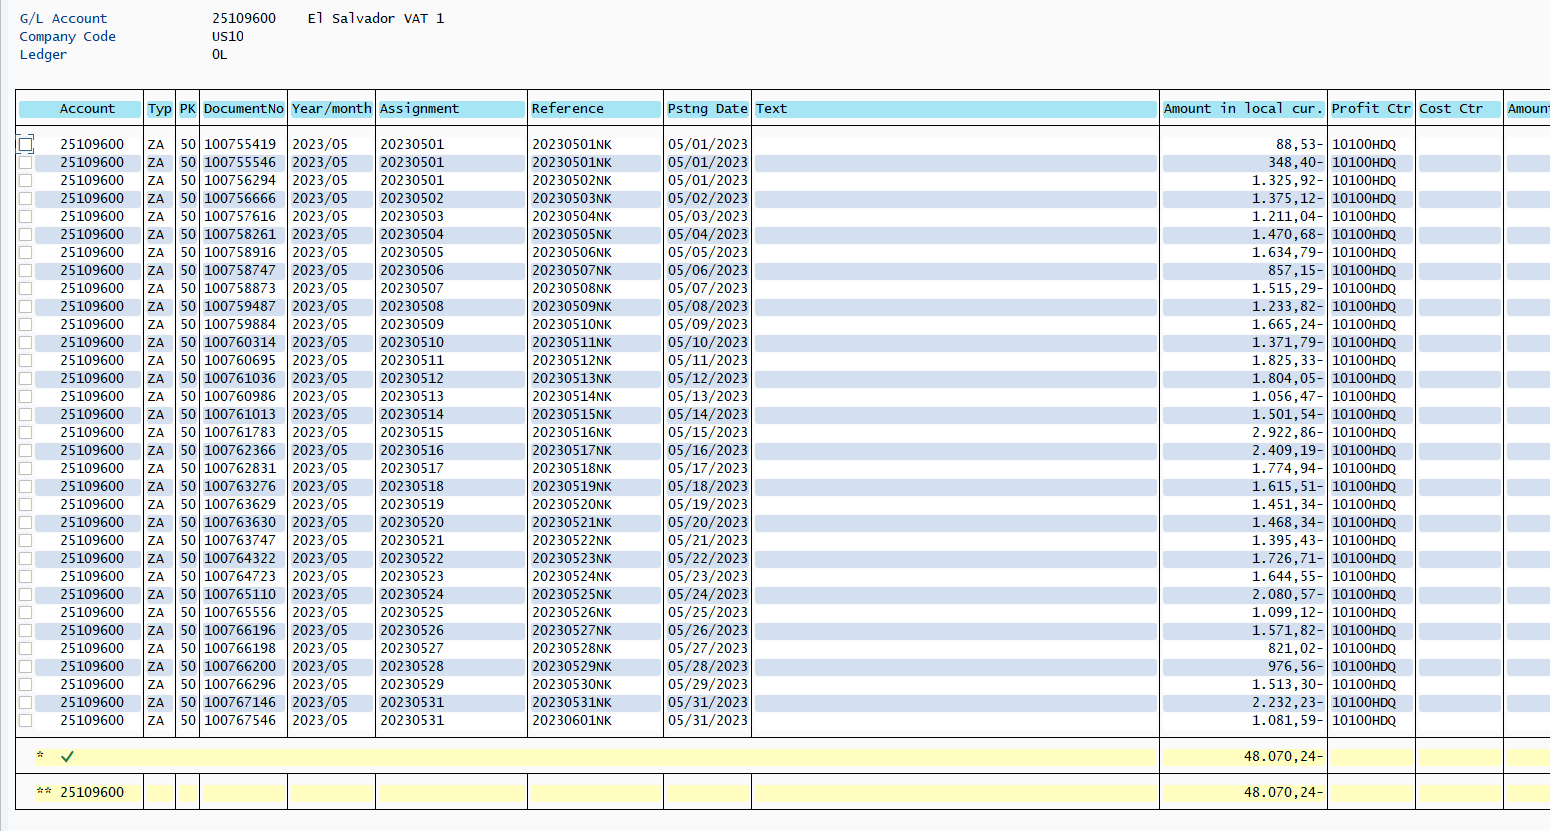 G/L Account 25109600 El Salvador VAT 1
Company Code US10
Ledger 0L
Account Typ PK DocumentNo Year/month Assignment Reference Pstng Date Text Amount in local cur. Profit Ctr Cost Ctr Amoun
25109600 ZA 50 100755419 2023/05 20230501 20230501NK 05/01/2023 88,53- 10100HDQ
25109600 ZA 50 100755546 2023/05 20230501 20230501NK 05/01/2023 348,40- 10100HDQ
25109600 ZA 50 100756294 2023/05 20230501 20230502NK 05/01/2023 1.325,92- 10100HDQ
25109600 ZA 50 100756666 2023/05 20230502 20230503NK 05/02/2023 1.375,12- 10100HDQ
25109600 ZA 50 100757616 2023/05 20230503 20230504NK 05/03/2023 1.211,04- 10100HDQ
25109600 ZA 50 100758261 2023/05 20230504 20230505NK 05/04/2023 1.470,68- 10100HDQ
25109600 ZA 50 100758916 2023/05 20230505 20230506NK 05/05/2023 1.634,79- 10100HDQ
25109600 ZA 50 100758747 2023/05 20230506 20230507NK 05/06/2023 857,15- 10100HDQ
25109600 ZA 50 100758873 2023/05 20230507 20230508NK 05/07/2023 1.515,29- 10100HDQ
25109600 ZA 50 100759487 2023/05 20230508 20230509NK 05/08/2023 1.233,82- 10100HDQ
25109600 ZA 50 100759884 2023/05 20230509 20230510NK 05/09/2023 1.665,24- 10100HDQ
25109600 ZA 50 100760314 2023/05 20230510 20230511NK 05/10/2023 1.371,79- 10100HDQ
25109600 ZA 50 100760695 2023/05 20230511 20230512NK 05/11/2023 1.825,33- 10100HDQ
25109600 ZA 50 100761036 2023/05 20230512 20230513NK 05/12/2023 1.804,05- 10100HDQ
25109600 ZA 50 100760986 2023/05 20230513 20230514NK 05/13/2023 1.056,47- 10100HDQ
25109600 ZA 50 100761013 2023/05 20230514 20230515NK 05/14/2023 1.501,54- 10100HDQ
25109600 ZA 50 100761783 2023/05 20230515 20230516NK 05/15/2023 2.922,86- 10100HDQ
25109600 ZA 50 100762366 2023/05 20230516 20230517NK 05/16/2023 2.409,19- 10100HDQ
25109600 ZA 50 100762831 2023/05 20230517 20230518NK 05/17/2023 1.774,94- 10100HDQ
25109600 ZA 50 100763276 2023/05 20230518 20230519NK 05/18/2023 1.615,51- 10100HDQ
25109600 ZA 50 100763629 2023/05 20230519 20230520NK 05/19/2023 1.451,34- 10100HDQ
25109600 ZA 50 100763630 2023/05 20230520 20230521NK 05/20/2023 1.468,34- 10100HDQ
25109600 ZA 50 100763747 2023/05 20230521 20230522NK 05/21/2023 1.395,43- 10100HDQ
25109600 ZA 50 100764322 2023/05 20230522 20230523NK 05/22/2023 1.726,71- 10100HDQ
25109600 ZA 50 100764723 2023/05 20230523 20230524NK 05/23/2023 1.644,55- 10100HDQ
25109600 ZA 50 100765110 2023/05 20230524 20230525NK 05/24/2023 2.080,57- 10100HDQ
25109600 ZA 50 100765556 2023/05 20230525 20230526NK 05/25/2023 1.099,12- 10100HDQ
25109600 ZA 50 100766196 2023/05 20230526 20230527NK 05/26/2023 1.571,82- 10100HDQ
25109600 ZA 50 100766198 2023/05 20230527 20230528NK 05/27/2023 821,02- 10100HDQ
25109600 ZA 50 100766200 2023/05 20230528 20230529NK 05/28/2023 976,56- 10100HDQ
25109600 ZA 50 100766296 2023/05 20230529 20230530NK 05/29/2023 1.513,30- 10100HDQ
25109600 ZA 50 100767146 2023/05 20230531 20230531NK 05/31/2023 2.232,23- 10100HDQ
25109600 ZA 50 100767546 2023/05 20230531 20230601NK 05/31/2023 1.081,59- 10100HDQ
* 48.070,24-
** 25109600 48.070,24-